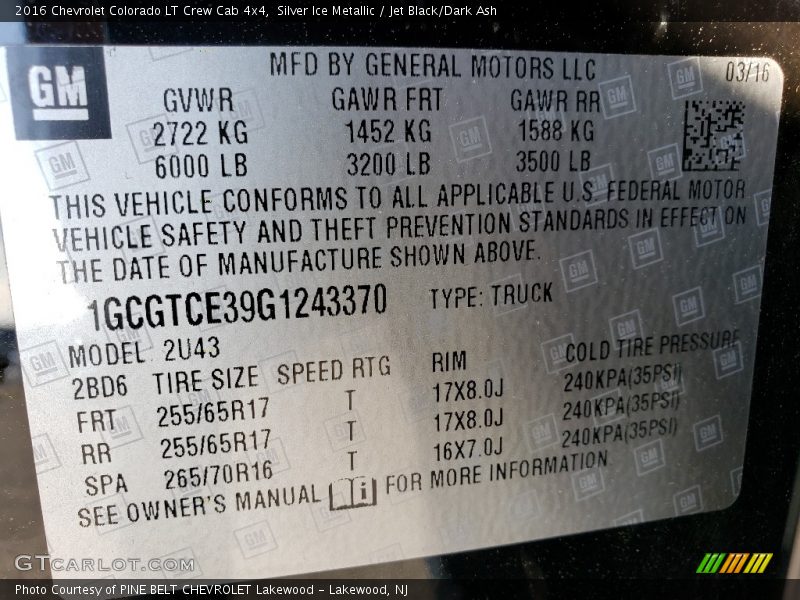 2016 Chevrolet Colorado LT Crew Cab 4x4, Silver Ice Metallic / Jet Black/Dark Ash
GM
MFD BY GENERAL MOTORS LLC 03/16
GVWR GAWR FRT GAWR RR
2722 KG 1452 KG 1588 KG
6000 LB 3200 LB 3500 LB
THIS VEHICLE CONFORMS TO ALL APPLICABLE U.S. FEDERAL MOTOR
VEHICLE SAFETY AND THEFT PREVENTION STANDARDS IN EFFECT ON
THE DATE OF MANUFACTURE SHOWN ABOVE.
1GCGTCE39G1243370 TYPE: TRUCK
MODEL 2U43
2BD6 TIRE SIZE SPEED RTG RIM COLD TIRE PRESSURE
FRT 255/65R17 T 17X8.0J 240KPA(35PSI)
RR 255/65R17 T 17X8.0J 240KPA(35PSI)
SPA 265/70R16 T 16X7.0J 240KPA(35PSI)
SEE OWNER'S MANUAL i FOR MORE INFORMATION
GTCarlot.com
Photo Courtesy of PINE BELT CHEVROLET Lakewood - Lakewood, NJ